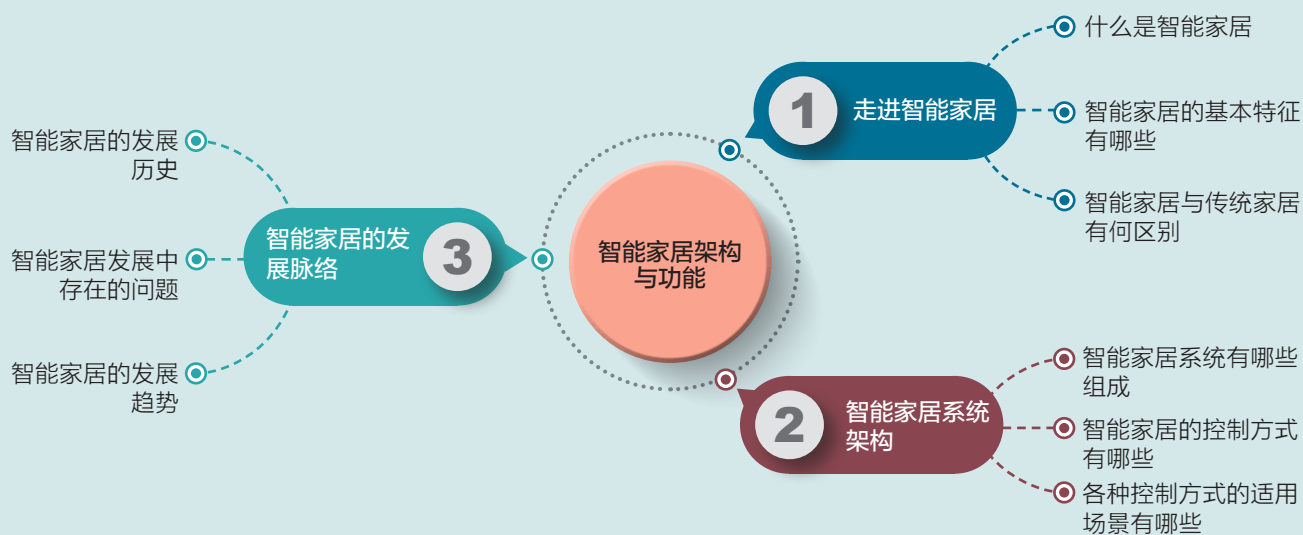 智能家居架构
与功能
1
走进智能家居
什么是智能家居
智能家居的基本特征
有哪些
智能家居与传统家居
有何区别
2
智能家居系统
架构
智能家居系统有哪些
组成
智能家居的控制方式
有哪些
各种控制方式的适用
场景有哪些
3
智能家居的发
展脉络
智能家居的发展
历史
智能家居发展中
存在的问题
智能家居的发展
趋势